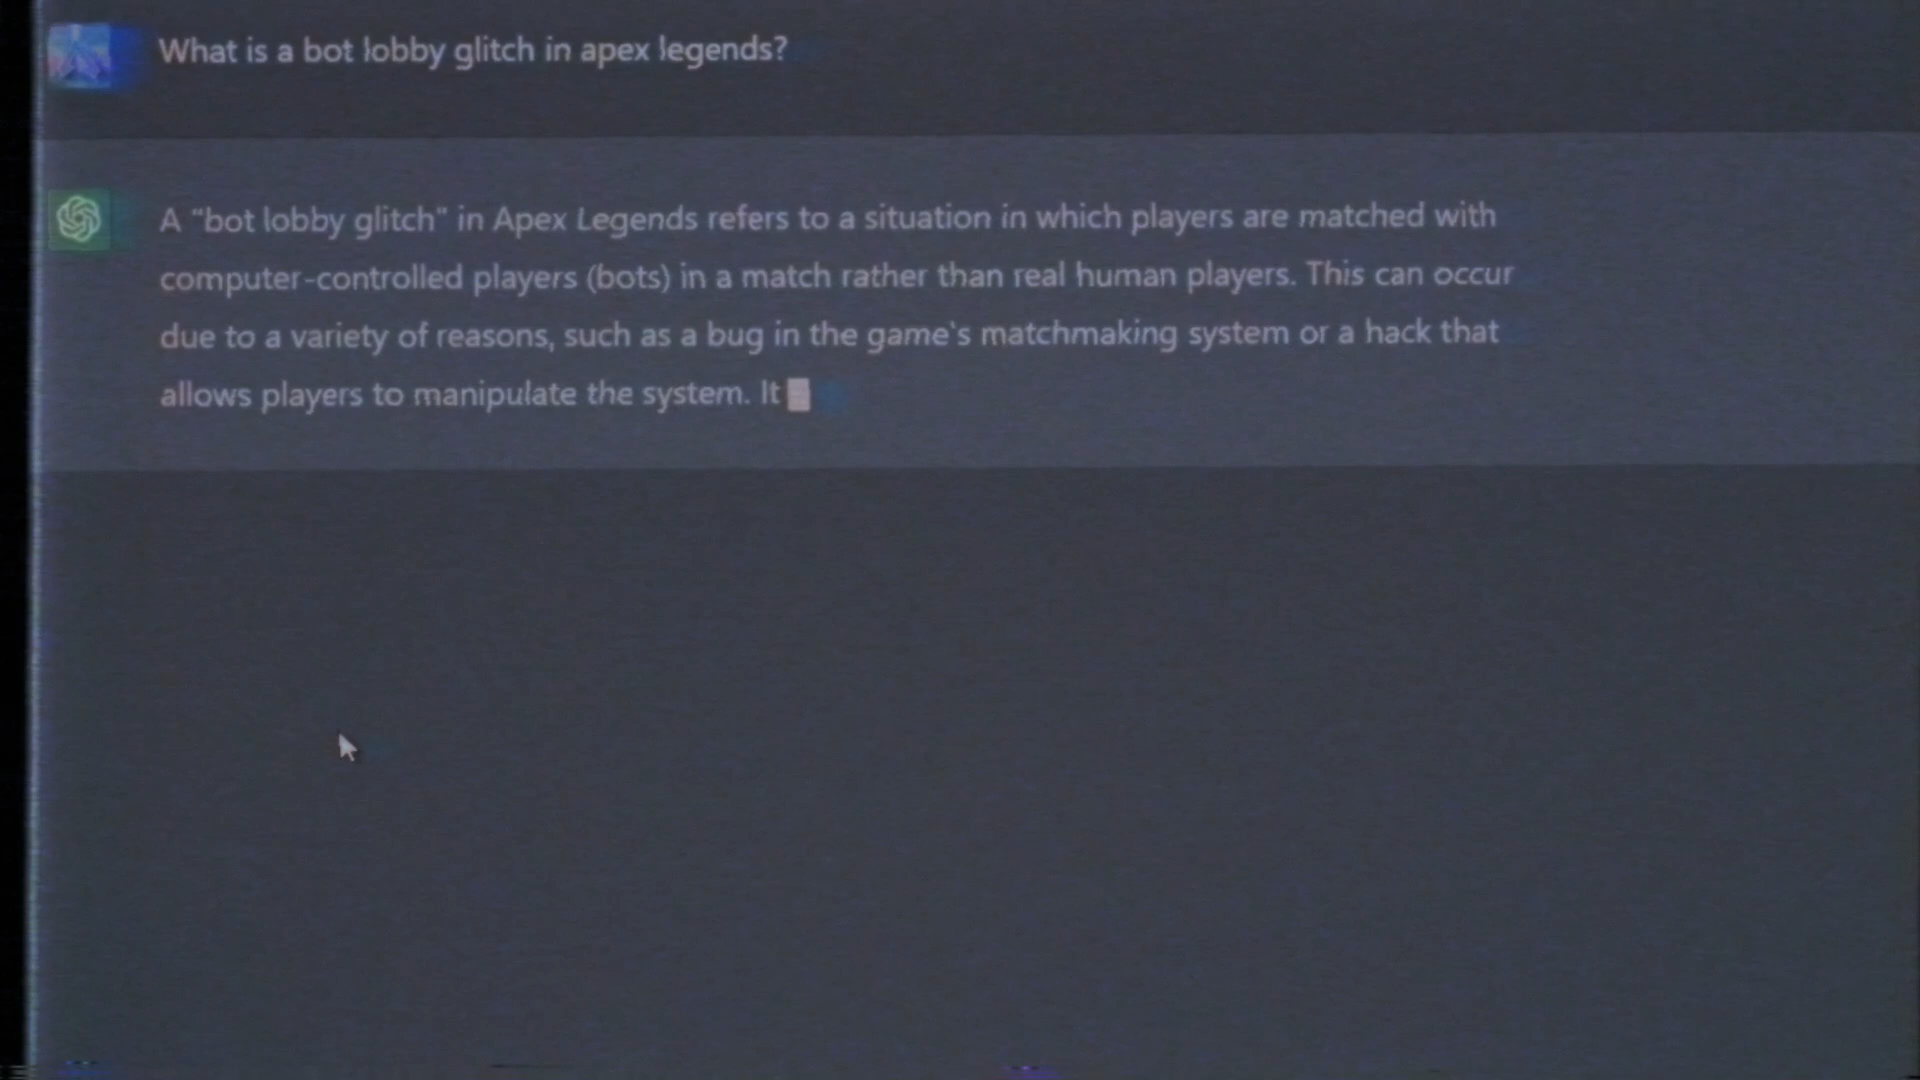 What is a bot lobby glitch in apex legends?
A “bot lobby glitch” in Apex Legends refers to a situation in which players are matched with
computer-controlled players (bots) in a match rather than real human players. This can occur
due to a variety of reasons, such as a bug in the game's matchmaking system or a hack that
allows players to manipulate the system. It